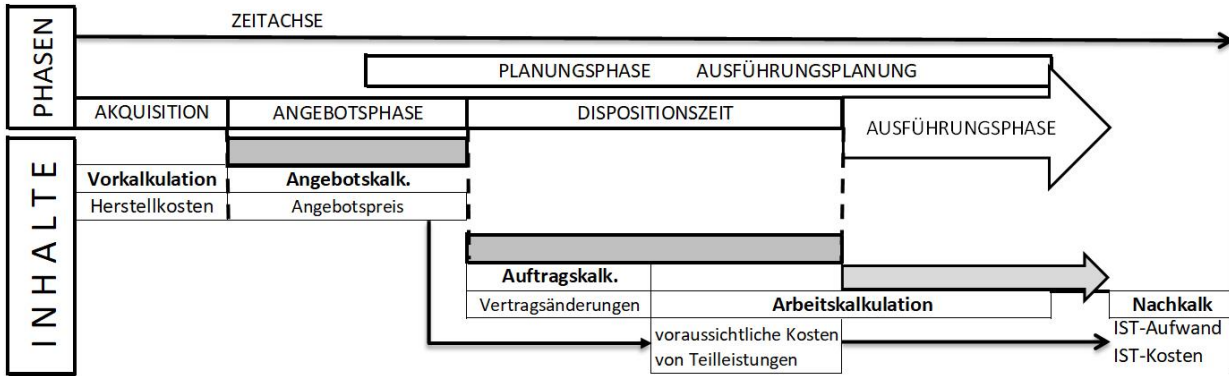 PHASEN
ZEITACHSE
PLANUNGSPHASE AUSFÜHRUNGSPLANUNG
AKQUISITION
ANGEBOTSPHASE
DISPOSITIONSZEIT
AUSFÜHRUNGSPHASE
INHALTE
Vorkalkulation
Angebotskalk.
Herstellkosten
Angebotspreis
Auftragskalk.
Vertragsänderungen
Arbeitskalkulation
Nachkalk
voraussichtliche Kosten
von Teilleistungen
IST-Aufwand
IST-Kosten